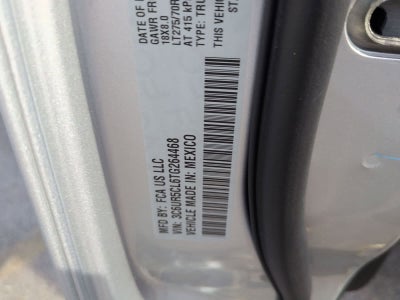 DATE OF
GAWR FR
18X8.0
LT275/70R
AT 415 kP
TYPE: TRU
THIS VEHI
ST
MFD BY: FCA US LLC
VIN: 3C6UR5CL6TG264468
VEHICLE MADE IN: MEXICO